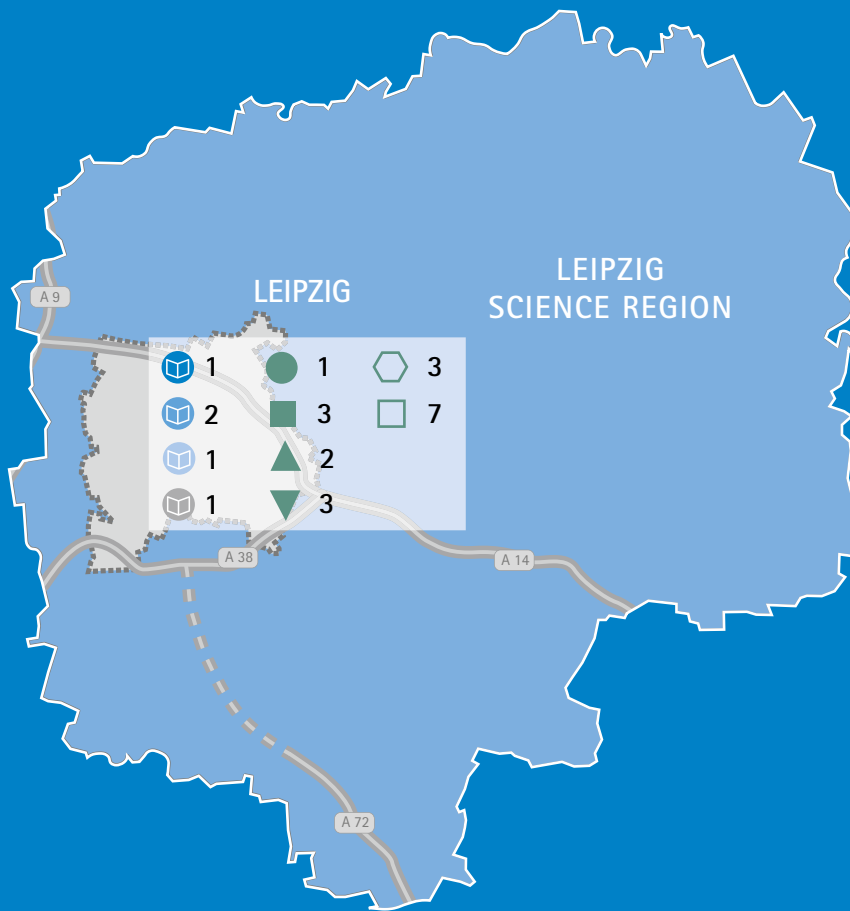 LEIPZIG
SCIENCE REGION
LEIPZIG
A 9
1 1 3
2 3 7
1 2
1 3
A 38
A 14
A 72